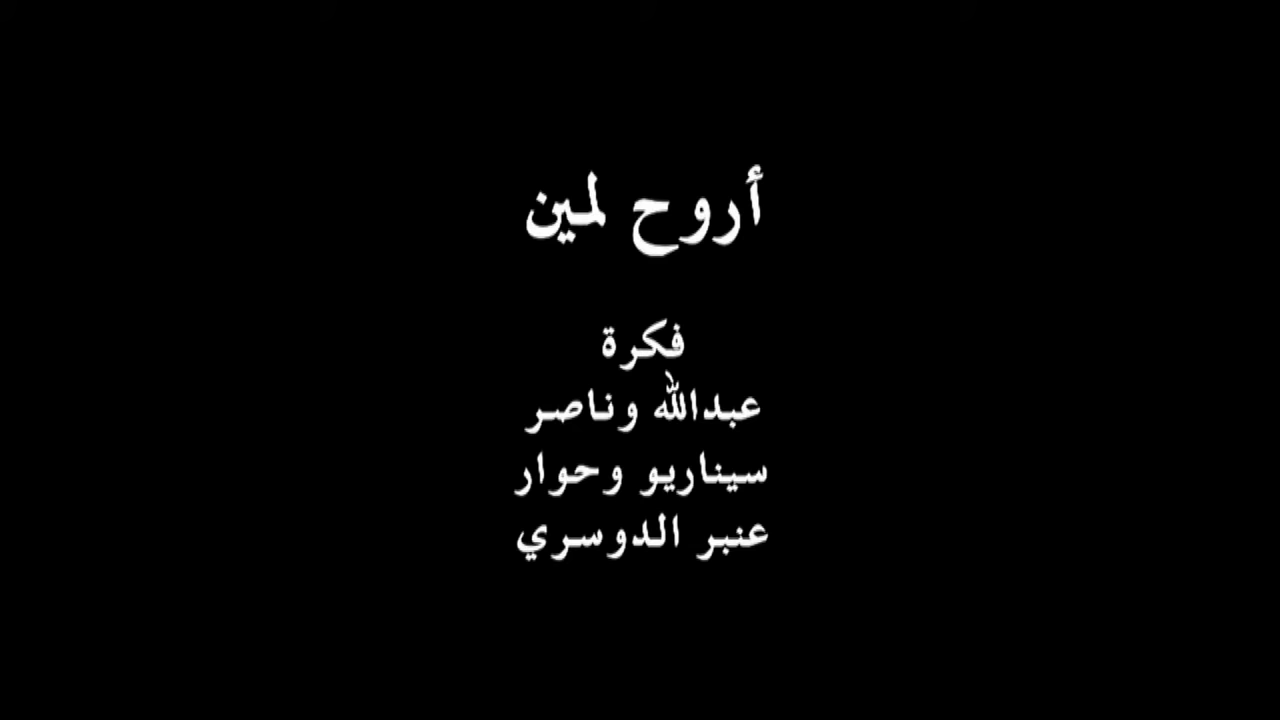 أروح لمين
فكرة
عبدالله وناصر
سيناريو وحوار
عنبر الدوسري